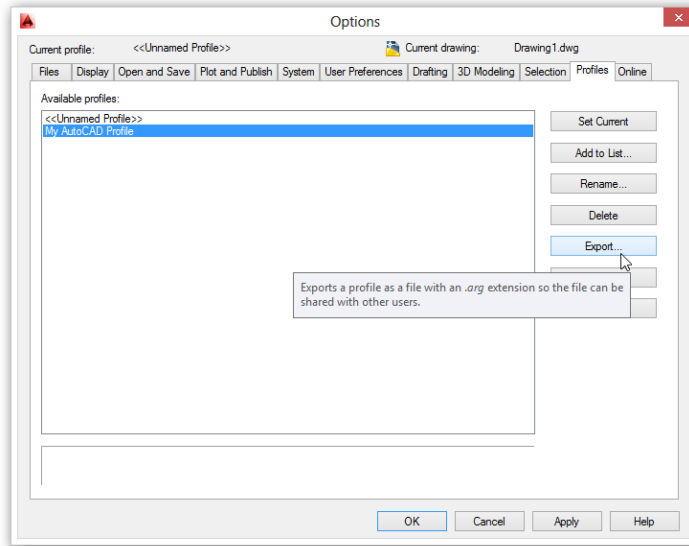 Options
Current profile: <<Unnamed Profile>> Current drawing: Drawing1.dwg
Files Display Open and Save Plot and Publish System User Preferences Drafting 3D Modeling Selection Profiles Online
Available profiles:
<<Unnamed Profile>>
My AutoCAD Profile
Set Current
Add to List...
Rename...
Delete
Export...
Exports a profile as a file with an .arg extension so the file can be
shared with other users.
OK Cancel Apply Help